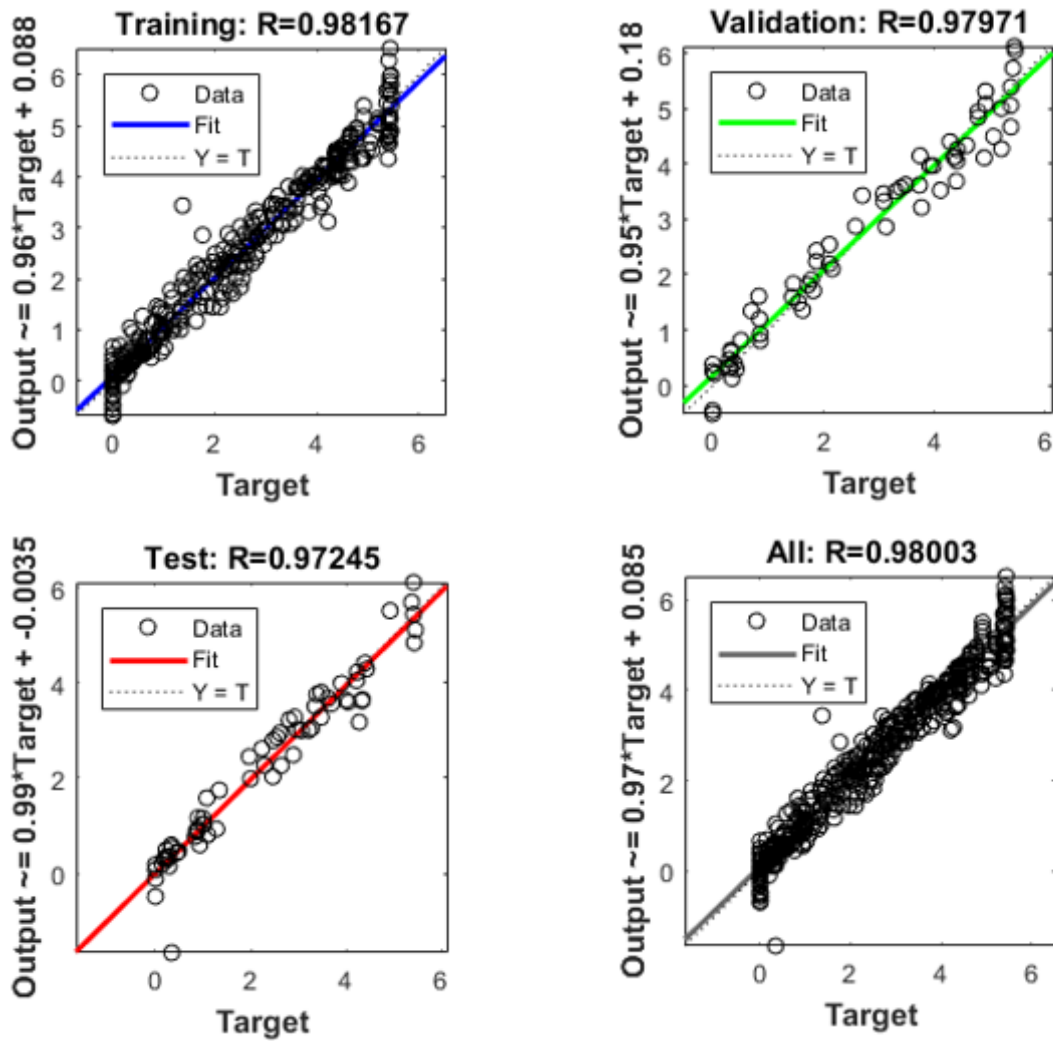 Training: R=0.98167
Output ~= 0.96*Target + 0.088
6
5
4
3
2
1
0
Data
Fit
Y = T
0
2
4
6
Target
Validation: R=0.97971
Output ~= 0.95*Target + 0.18
6
5
4
3
2
1
0
Data
Fit
Y = T
0
2
4
6
Target
Test: R=0.97245
Output ~= 0.99*Target + -0.0035
6
4
2
0
Data
Fit
Y = T
0
2
4
6
Target
All: R=0.98003
Output ~= 0.97*Target + 0.085
6
4
2
0
Data
Fit
Y = T
0
2
4
6
Target